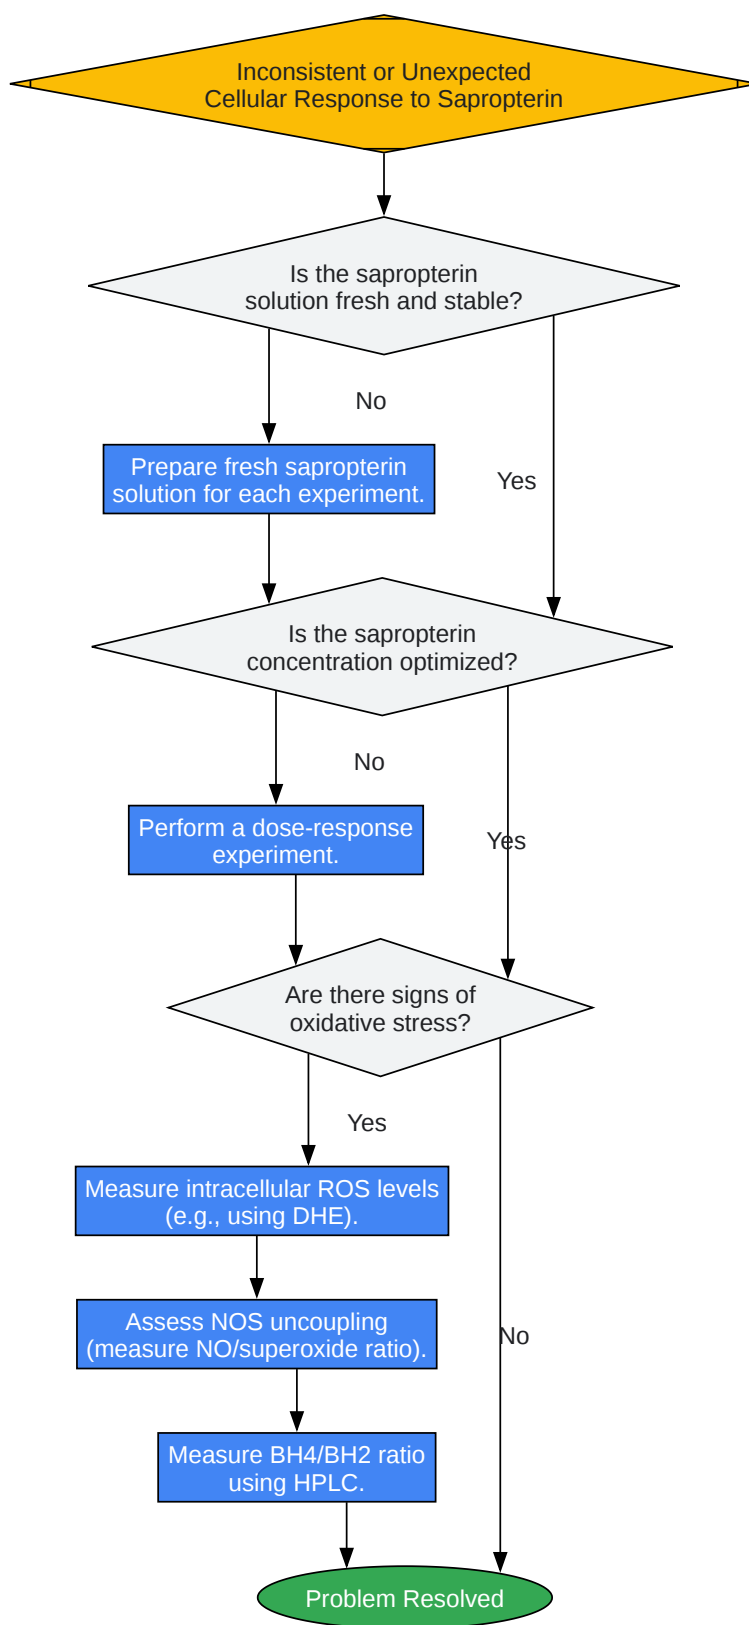 Inconsistent or Unexpected
Cellular Response to Sapropterin
Is the sapropterin
solution fresh and stable?
No
Prepare fresh sapropterin
solution for each experiment.
Yes
Is the sapropterin
concentration optimized?
No
Perform a dose-response
experiment.
Yes
Are there signs of
oxidative stress?
Yes
Measure intracellular ROS levels
(e.g., using DHE).
Assess NOS uncoupling
(measure NO/superoxide ratio).
No
Measure BH4/BH2 ratio
using HPLC.
Problem Resolved